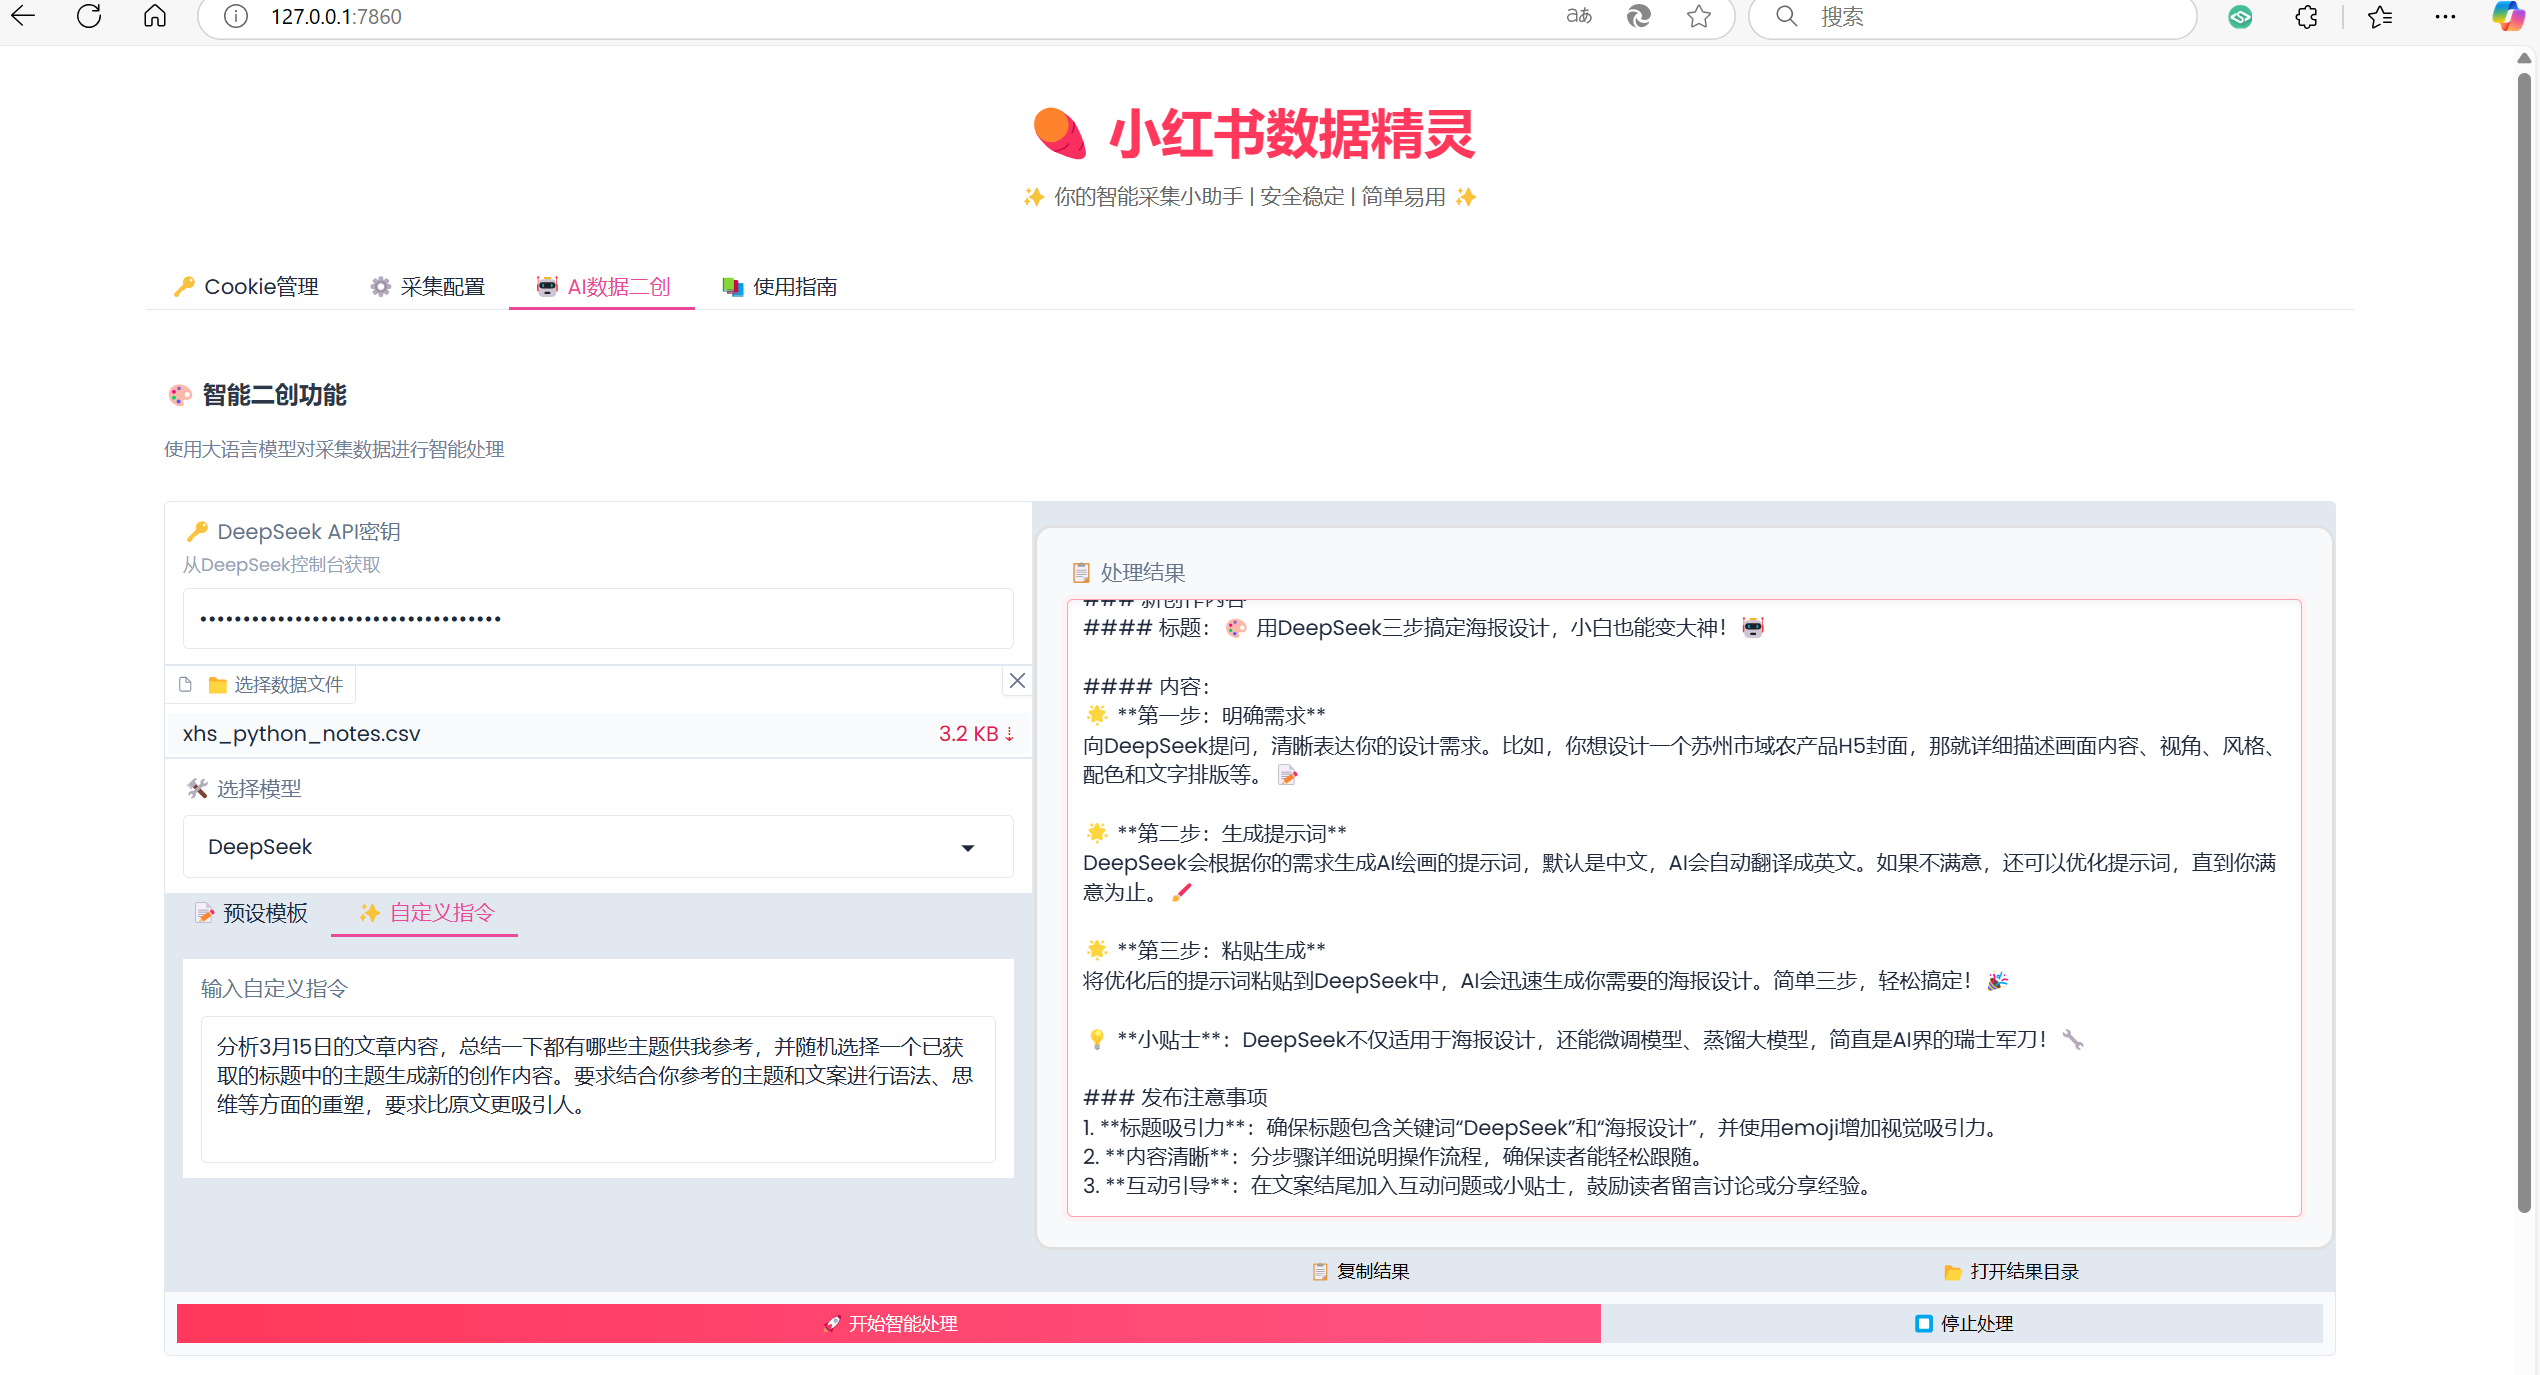 127.0.0.1:7860
aあ
搜索
小红书数据精灵
✨ 你的智能采集小助手 | 安全稳定 | 简单易用 ✨
🔑 Cookie管理
⚙️ 采集配置
🤖 AI数据二创
📚 使用指南
🎨 智能二创功能
使用大语言模型对采集数据进行智能处理
🔑 DeepSeek API密钥
从DeepSeek控制台获取
••••••••••••••••••••••••••••••••••
📁 选择数据文件
xhs_python_notes.csv
3.2 KB ⇣
🛠️ 选择模型
DeepSeek
📝 预设模板
✨ 自定义指令
输入自定义指令
分析3月15日的文章内容，总结一下都有哪些主题供我参考，并随机选择一个已获
取的标题中的主题生成新的创作内容。要求结合你参考的主题和文案进行语法、思
维等方面的重塑，要求比原文更吸引人。
📋 处理结果
### 新创作内容
#### 标题：🎨 用DeepSeek三步搞定海报设计，小白也能变大神！🤖
#### 内容：
🌟 **第一步：明确需求**
向DeepSeek提问，清晰表达你的设计需求。比如，你想设计一个苏州市域农产品H5封面，那就详细描述画面内容、视角、风格、
配色和文字排版等。📝
🌟 **第二步：生成提示词**
DeepSeek会根据你的需求生成AI绘画的提示词，默认是中文，AI会自动翻译成英文。如果不满意，还可以优化提示词，直到你满
意为止。🖌️
🌟 **第三步：粘贴生成**
将优化后的提示词粘贴到DeepSeek中，AI会迅速生成你需要的海报设计。简单三步，轻松搞定！🎉
💡 **小贴士**：DeepSeek不仅适用于海报设计，还能微调模型、蒸馏大模型，简直是AI界的瑞士军刀！🔧
### 发布注意事项
1. **标题吸引力**：确保标题包含关键词“DeepSeek”和“海报设计”，并使用emoji增加视觉吸引力。
2. **内容清晰**：分步骤详细说明操作流程，确保读者能轻松跟随。
3. **互动引导**：在文案结尾加入互动问题或小贴士，鼓励读者留言讨论或分享经验。
📋 复制结果
📂 打开结果目录
🚀 开始智能处理
⏹️ 停止处理